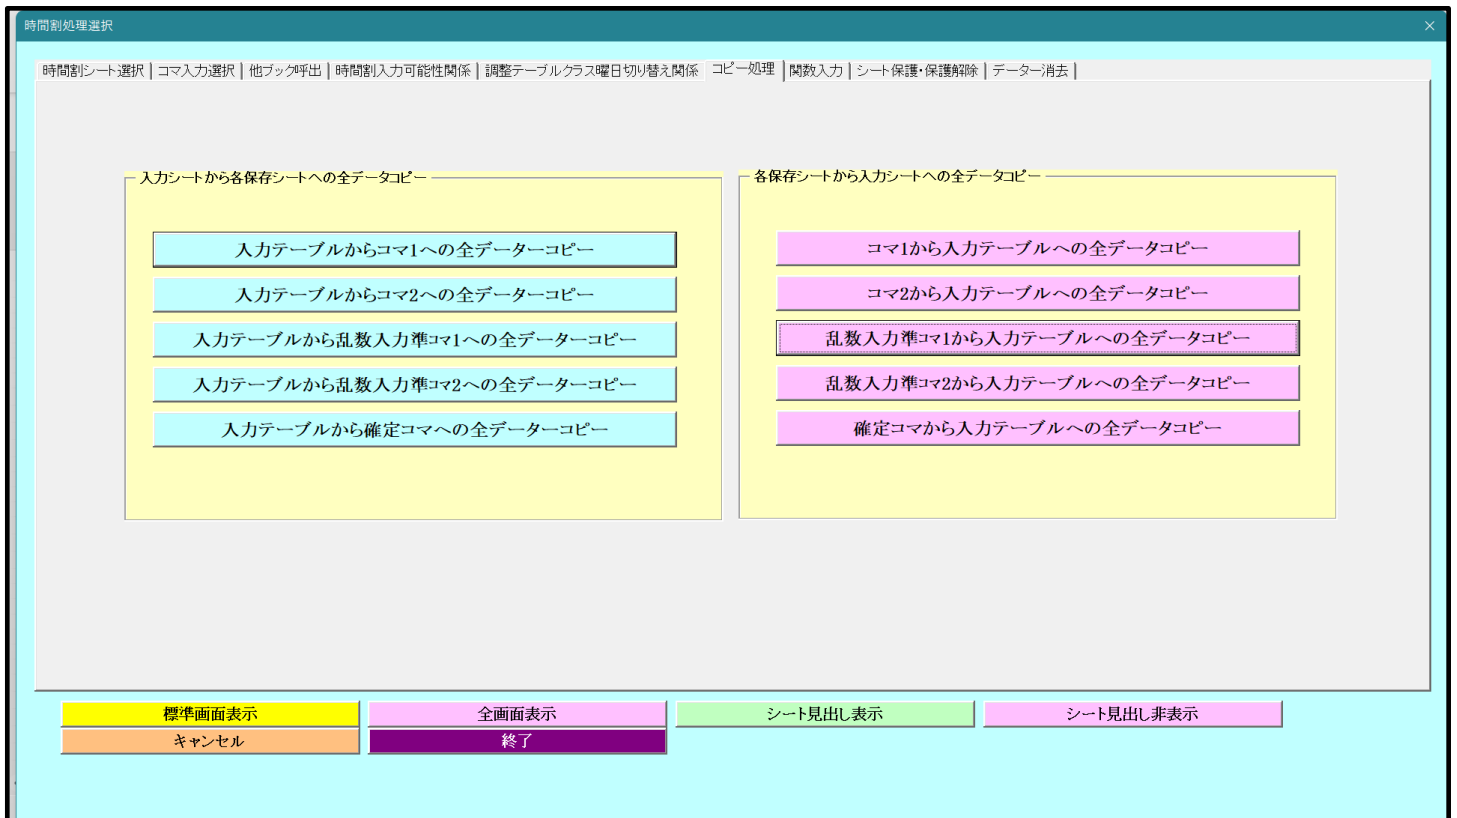 時間割処理選択
時間割シート選択 コマ入力選択 他ブック呼出 時間割入力可能性関係 調整テーブルクラス曜日切り替え関係 コピー処理 関数入力 シート保護・保護解除 データー消去
入力シートから各保存シートへの全データコピー
入力テーブルからコマ1への全データーコピー
入力テーブルからコマ2への全データーコピー
入力テーブルから乱数入力準コマ1への全データーコピー
入力テーブルから乱数入力準コマ2への全データーコピー
入力テーブルから確定コマへの全データーコピー
各保存シートから入力シートへの全データコピー
コマ1から入力テーブルへの全データコピー
コマ2から入力テーブルへの全データコピー
乱数入力準コマ1から入力テーブルへの全データコピー
乱数入力準コマ2から入力テーブルへの全データコピー
確定コマから入力テーブルへの全データコピー
標準画面表示 全画面表示 シート見出し表示 シート見出し非表示
キャンセル 終了